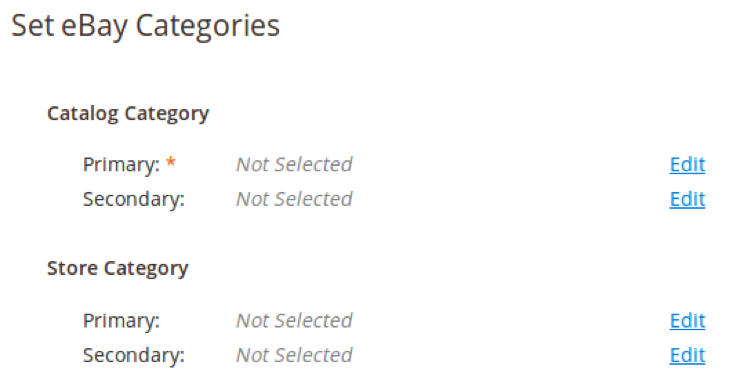 Set eBay Categories
Catalog Category
Primary: * Not Selected Edit
Secondary: Not Selected Edit
Store Category
Primary: Not Selected Edit
Secondary: Not Selected Edit